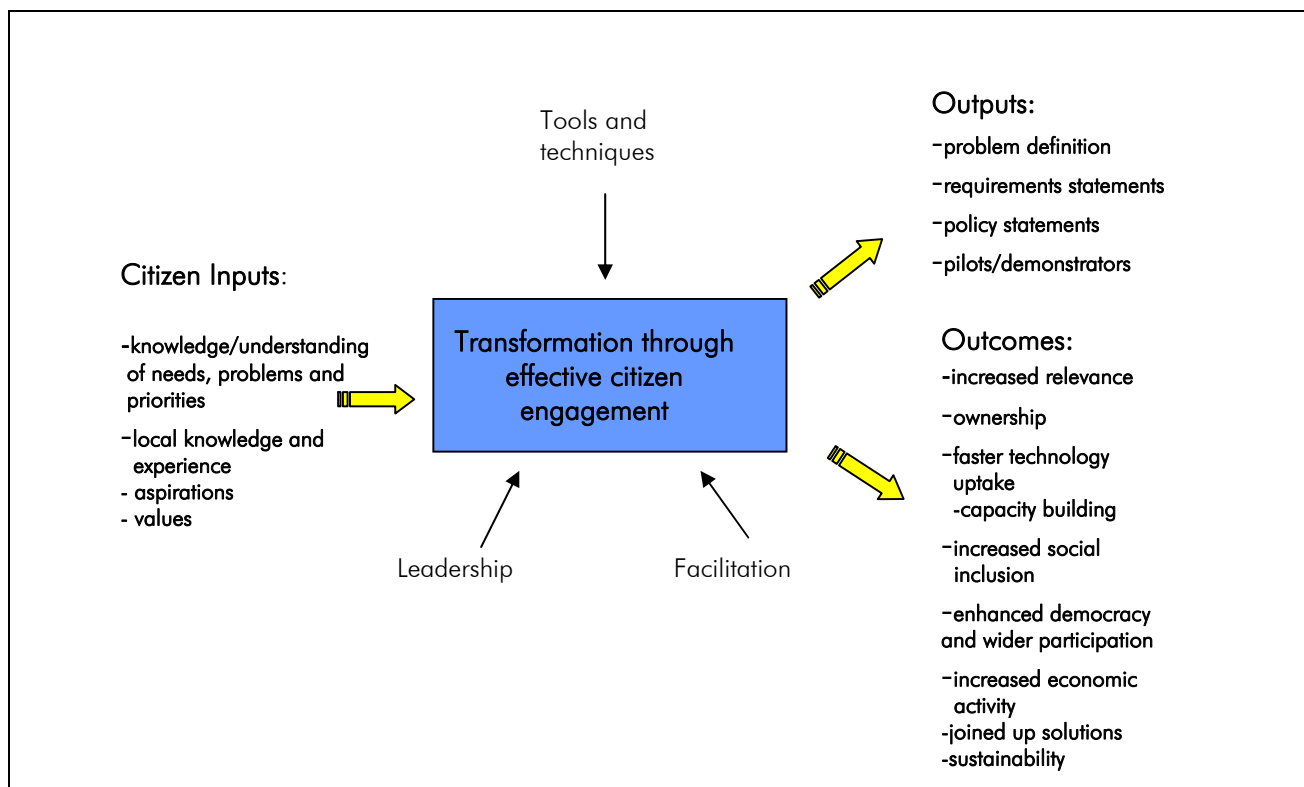 Tools and
techniques
Citizen Inputs:
-knowledge/understanding
of needs, problems and
priorities
-local knowledge and
experience
- aspirations
- values
Transformation through
effective citizen
engagement
Leadership
Facilitation
Outputs:
-problem definition
-requirements statements
-policy statements
-pilots/demonstrators
Outcomes:
-increased relevance
-ownership
-faster technology
uptake
-capacity building
-increased social
inclusion
-enhanced democracy
and wider participation
-increased economic
activity
-joined up solutions
-sustainability